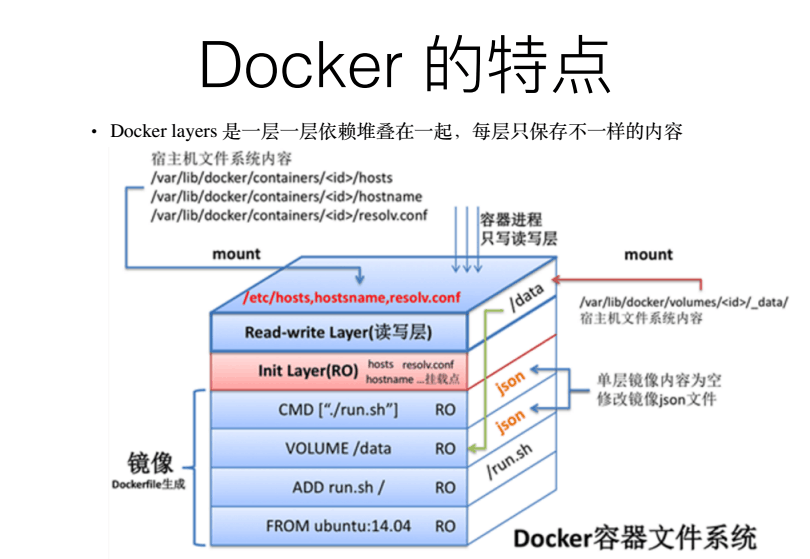 Docker 的特点
• Docker layers 是一层一层依赖堆叠在一起，每层只保存不一样的内容
宿主机文件系统内容
/var/lib/docker/containers/<id>/hosts
/var/lib/docker/containers/<id>/hostname
/var/lib/docker/containers/<id>/resolv.conf
容器进程
只写读写层
mount
mount
/etc/hosts,hostsname,resolv.conf
/data
/var/lib/docker/volumes/<id>/_data/
宿主机文件系统内容
Read-write Layer(读写层)
Init Layer(RO)
hosts resolv.conf
hostname ...挂载点
json
json
单层镜像内容为空
修改镜像json文件
CMD [“./run.sh”] RO
VOLUME /data RO
/run.sh
镜像
Dockerfile生成
ADD run.sh / RO
FROM ubuntu:14.04 RO
Docker容器文件系统